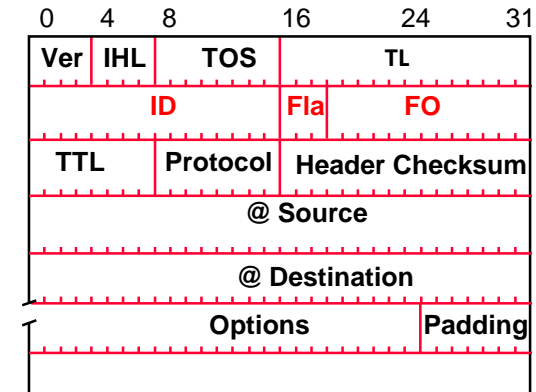 0 4 8 16 24 31
Ver IHL TOS TL
ID Fla FO
TTL Protocol Header Checksum
@ Source
@ Destination
Options Padding